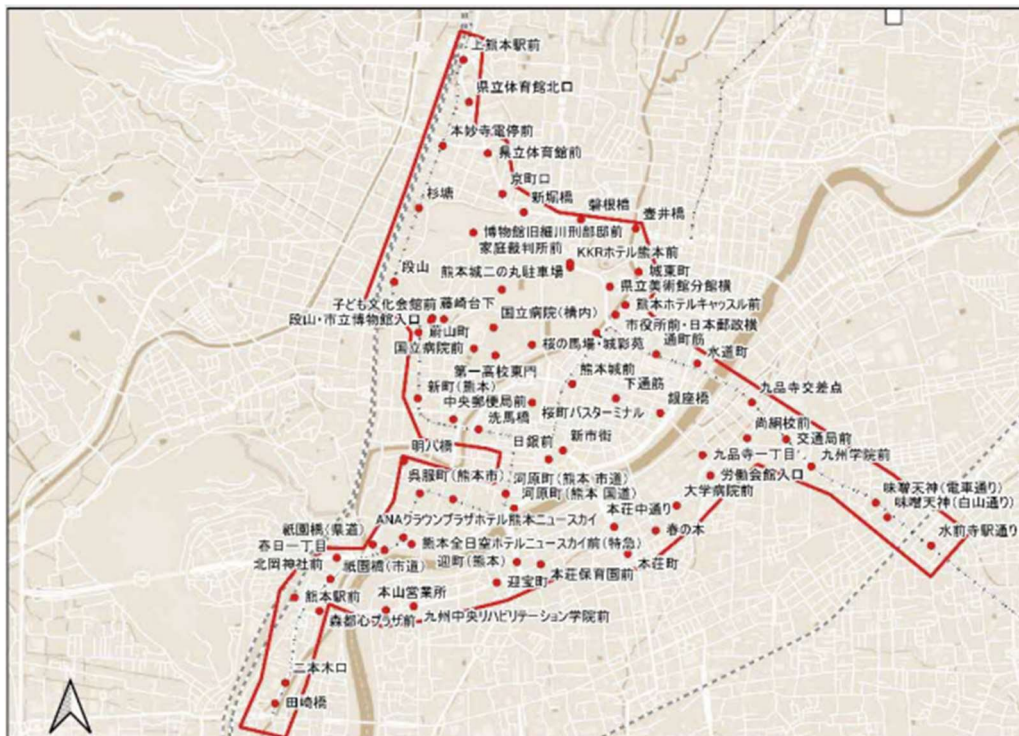 上熊本駅前
県立体育館北口
本妙寺電停前
県立体育館前
京町口
杉塘
新堀橋
磐根橋
壺井橋
博物館旧細川刑部邸前
家庭裁判所前
KKRホテル熊本前
段山
熊本城二の丸駐車場
城東町
県立美術館分館横
子ども文化会館前
藤崎台下
国立病院(構内)
熊本ホテルキャッスル前
段山・市立博物館入口
市役所前・日本郵政横
蔚山町
国立病院前
桜の馬場・城彩苑
通町筋
水道町
第一高校東門
熊本城前
新町(熊本)
中央郵便局前
下通筋
銀座橋
九品寺交差点
洗馬橋
桜町バスターミナル
尚絅校前
明八橋
日銀前
新市街
交通局前
九品寺一丁目
九州学院前
呉服町(熊本市)
河原町(熊本 市道)
労働会館入口
河原町(熊本 国道)
大学病院前
味噌天神(電車通り)
味噌天神(白山通り)
ANAクラウンプラザホテル熊本ニュースカイ
本荘中通り
祇園橋(県道)
春の本
水前寺駅通り
春日一丁目
熊本全日空ホテルニュースカイ前(特急)
北岡神社前
祇園橋(市道)
迎町(熊本)
本荘保育園前
本荘町
熊本駅前
本山営業所
迎宝町
森都心プラザ前
九州中央リハビリテーション学院前
二本木口
田崎橋